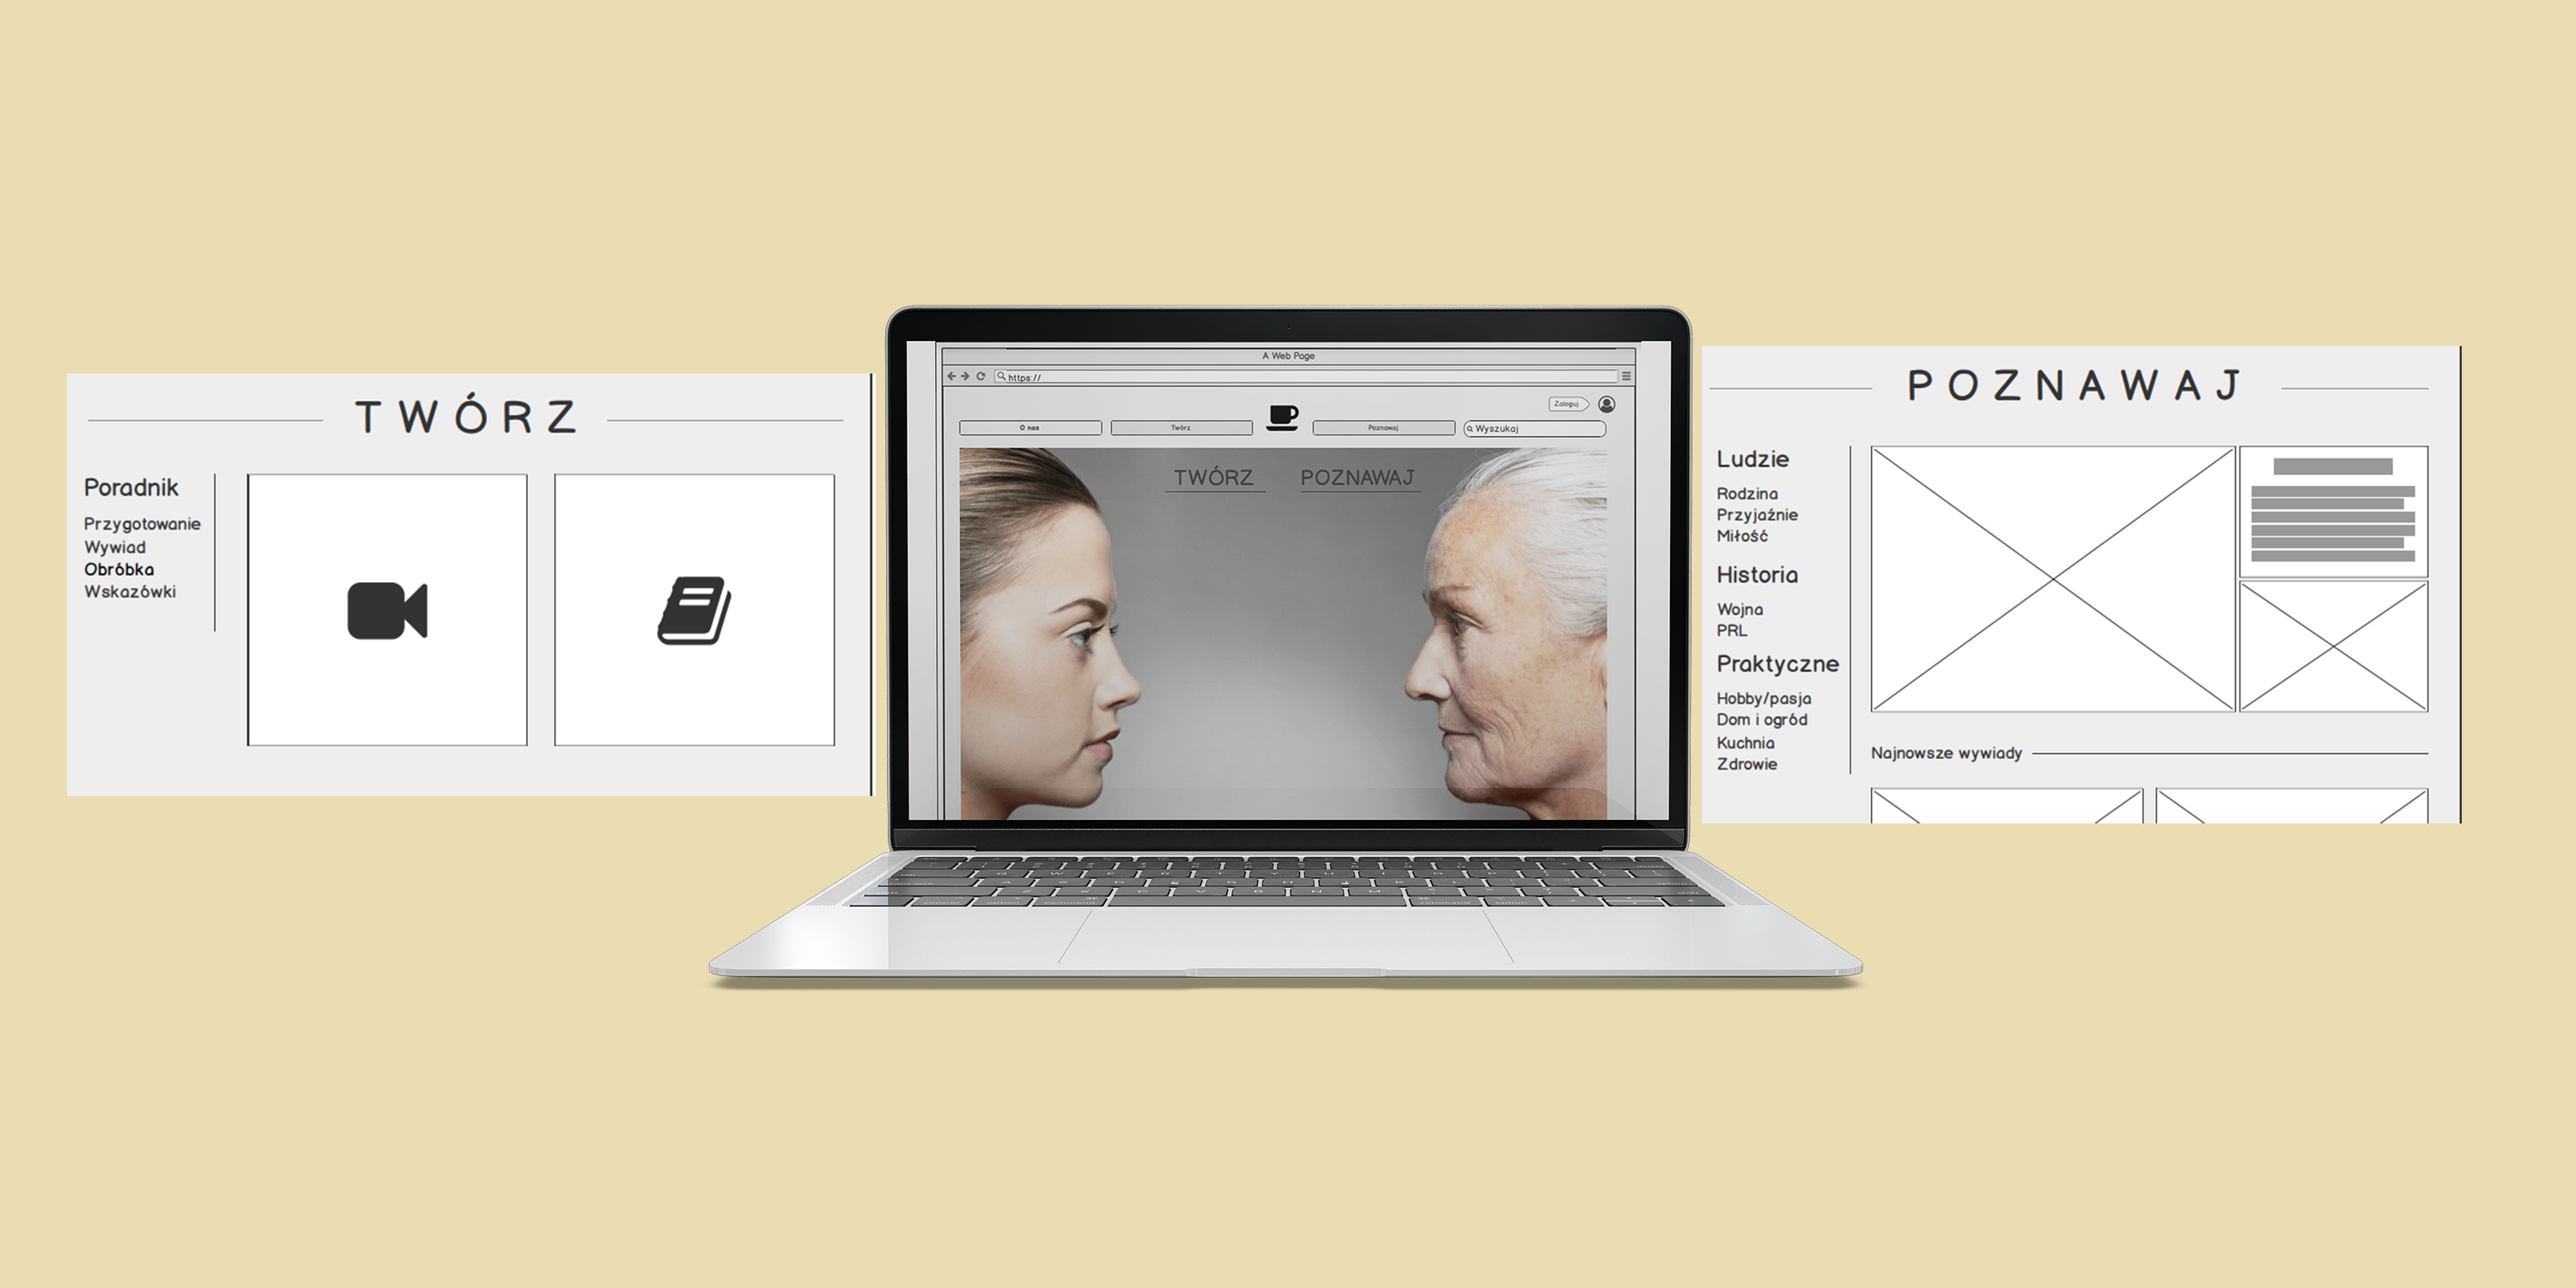 TWÓRZ
Poradnik
Przygotowanie
Wywiad
Obróbka
Wskazówki
A Web Page
https://
Zaloguj
O nas
Twórz
Poznawaj
Wyszukaj
TWÓRZ
POZNAWAJ
POZNAWAJ
Ludzie
Rodzina
Przyjaźnie
Miłość
Historia
Wojna
PRL
Praktyczne
Hobby/pasja
Dom i ogród
Kuchnia
Zdrowie
Najnowsze wywiady